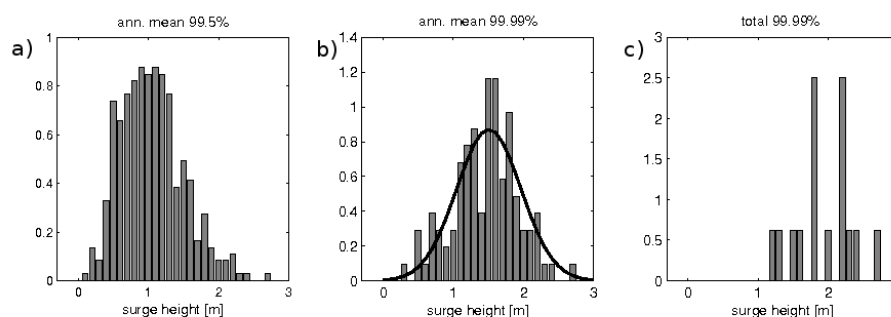 a)
ann. mean 99.5%
1
0.8
0.6
0.4
0.2
0
0 1 2 3
surge height [m]
b)
ann. mean 99.99%
1.4
1.2
1
0.8
0.6
0.4
0.2
0
0 1 2 3
surge height [m]
c)
total 99.99%
3
2.5
2
1.5
1
0.5
0
0 1 2
surge height [m]